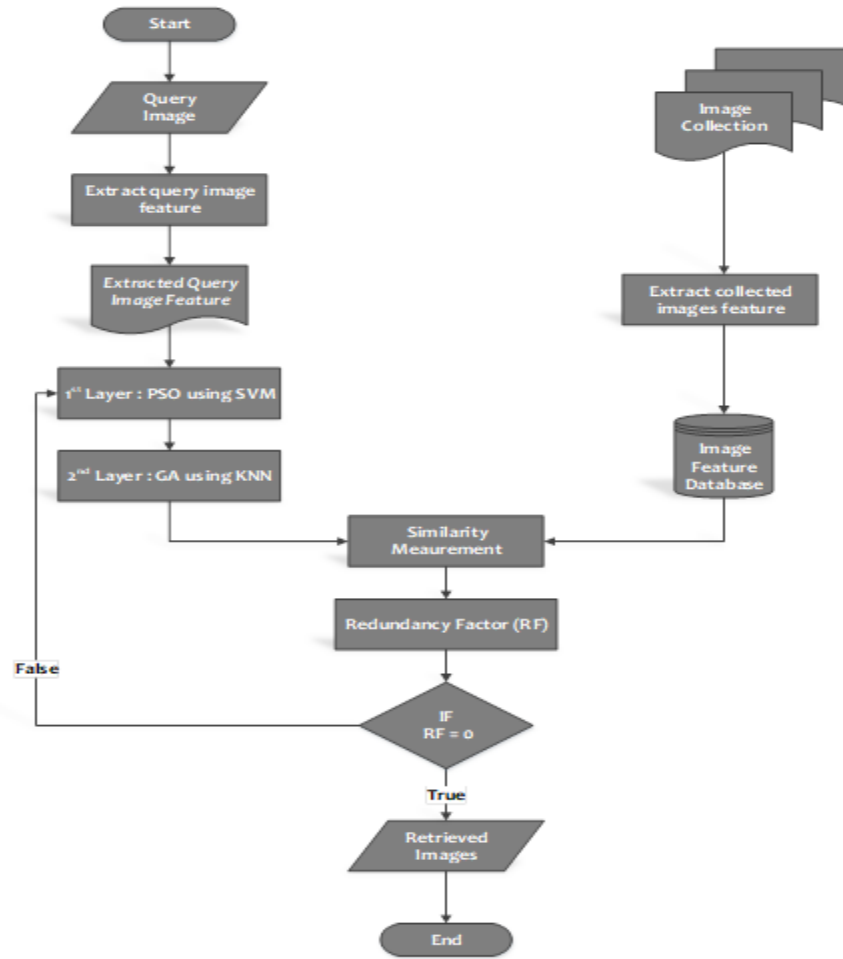 Start
Query
Image
Extract query image
feature
Extracted Query
Image Feature
1st Layer : PSO using SVM
2nd Layer : GA using KNN
Image
Collection
Extract collected
images feature
Image
Feature
Database
Similarity
Meaurement
Redundancy Factor (RF)
False
IF
RF = 0
True
Retrieved
Images
End